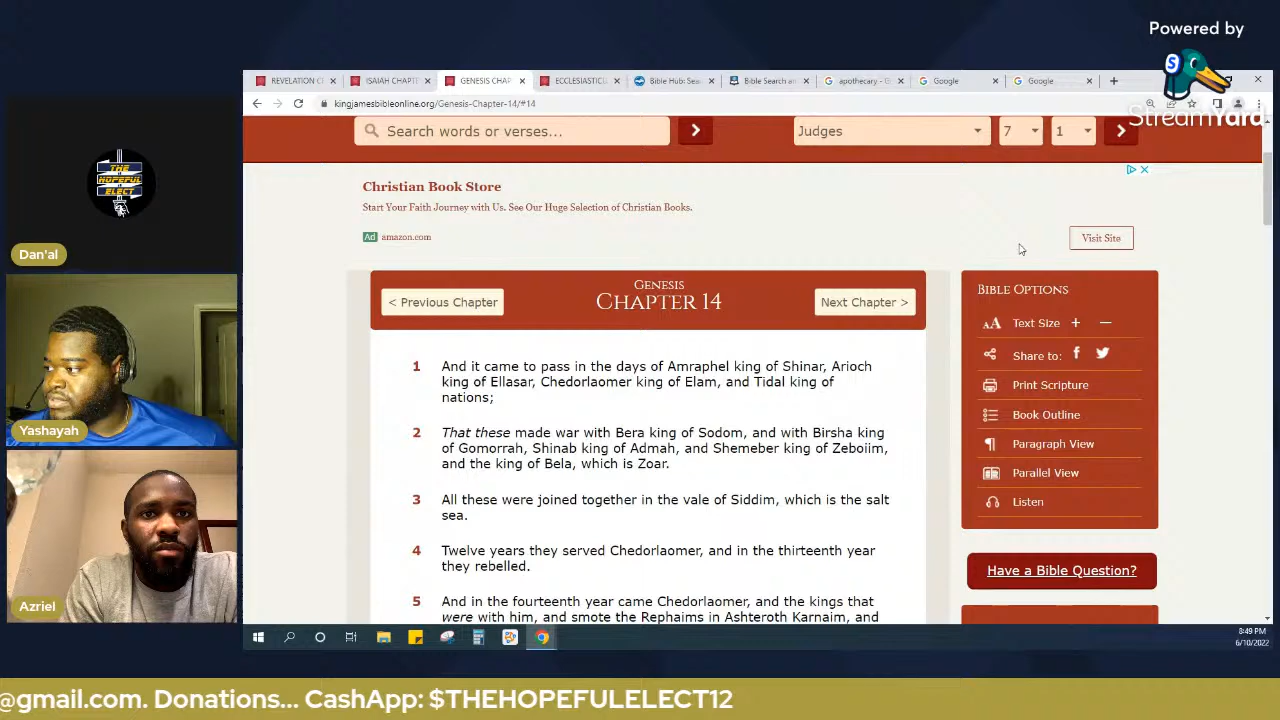 Powered by
StreamYard
REVELATION C
ISAIAH CHAPT
GENESIS CHAP
ECCLESIASTIC
Bible Hub: Sea
Bible Search an
apothecary - G
Google
Google
kingjamesbibleonline.org/Genesis-Chapter-14/#14
Search words or verses...
Judges
7
1
Christian Book Store
Start Your Faith Journey with Us. See Our Huge Selection of Christian Books.
Ad amazon.com
Visit Site
< Previous Chapter
GENESIS
CHAPTER 14
Next Chapter >
1 And it came to pass in the days of Amraphel king of Shinar, Arioch
king of Ellasar, Chedorlaomer king of Elam, and Tidal king of
nations;
2 That these made war with Bera king of Sodom, and with Birsha king
of Gomorrah, Shinab king of Admah, and Shemeber king of Zeboiim,
and the king of Bela, which is Zoar.
3 All these were joined together in the vale of Siddim, which is the salt
sea.
4 Twelve years they served Chedorlaomer, and in the thirteenth year
they rebelled.
5 And in the fourteenth year came Chedorlaomer, and the kings that
were with him, and smote the Rephaims in Ashteroth Karnaim, and
BIBLE OPTIONS
AA Text Size + —
Share to:
Print Scripture
Book Outline
Paragraph View
Parallel View
Listen
Have a Bible Question?
THE
HOPEFUL
ELECT
Dan'al
Yashayah
Azriel
8:49 PM
6/10/2022
@gmail.com. Donations... CashApp: $THEHOPEFULELECT12